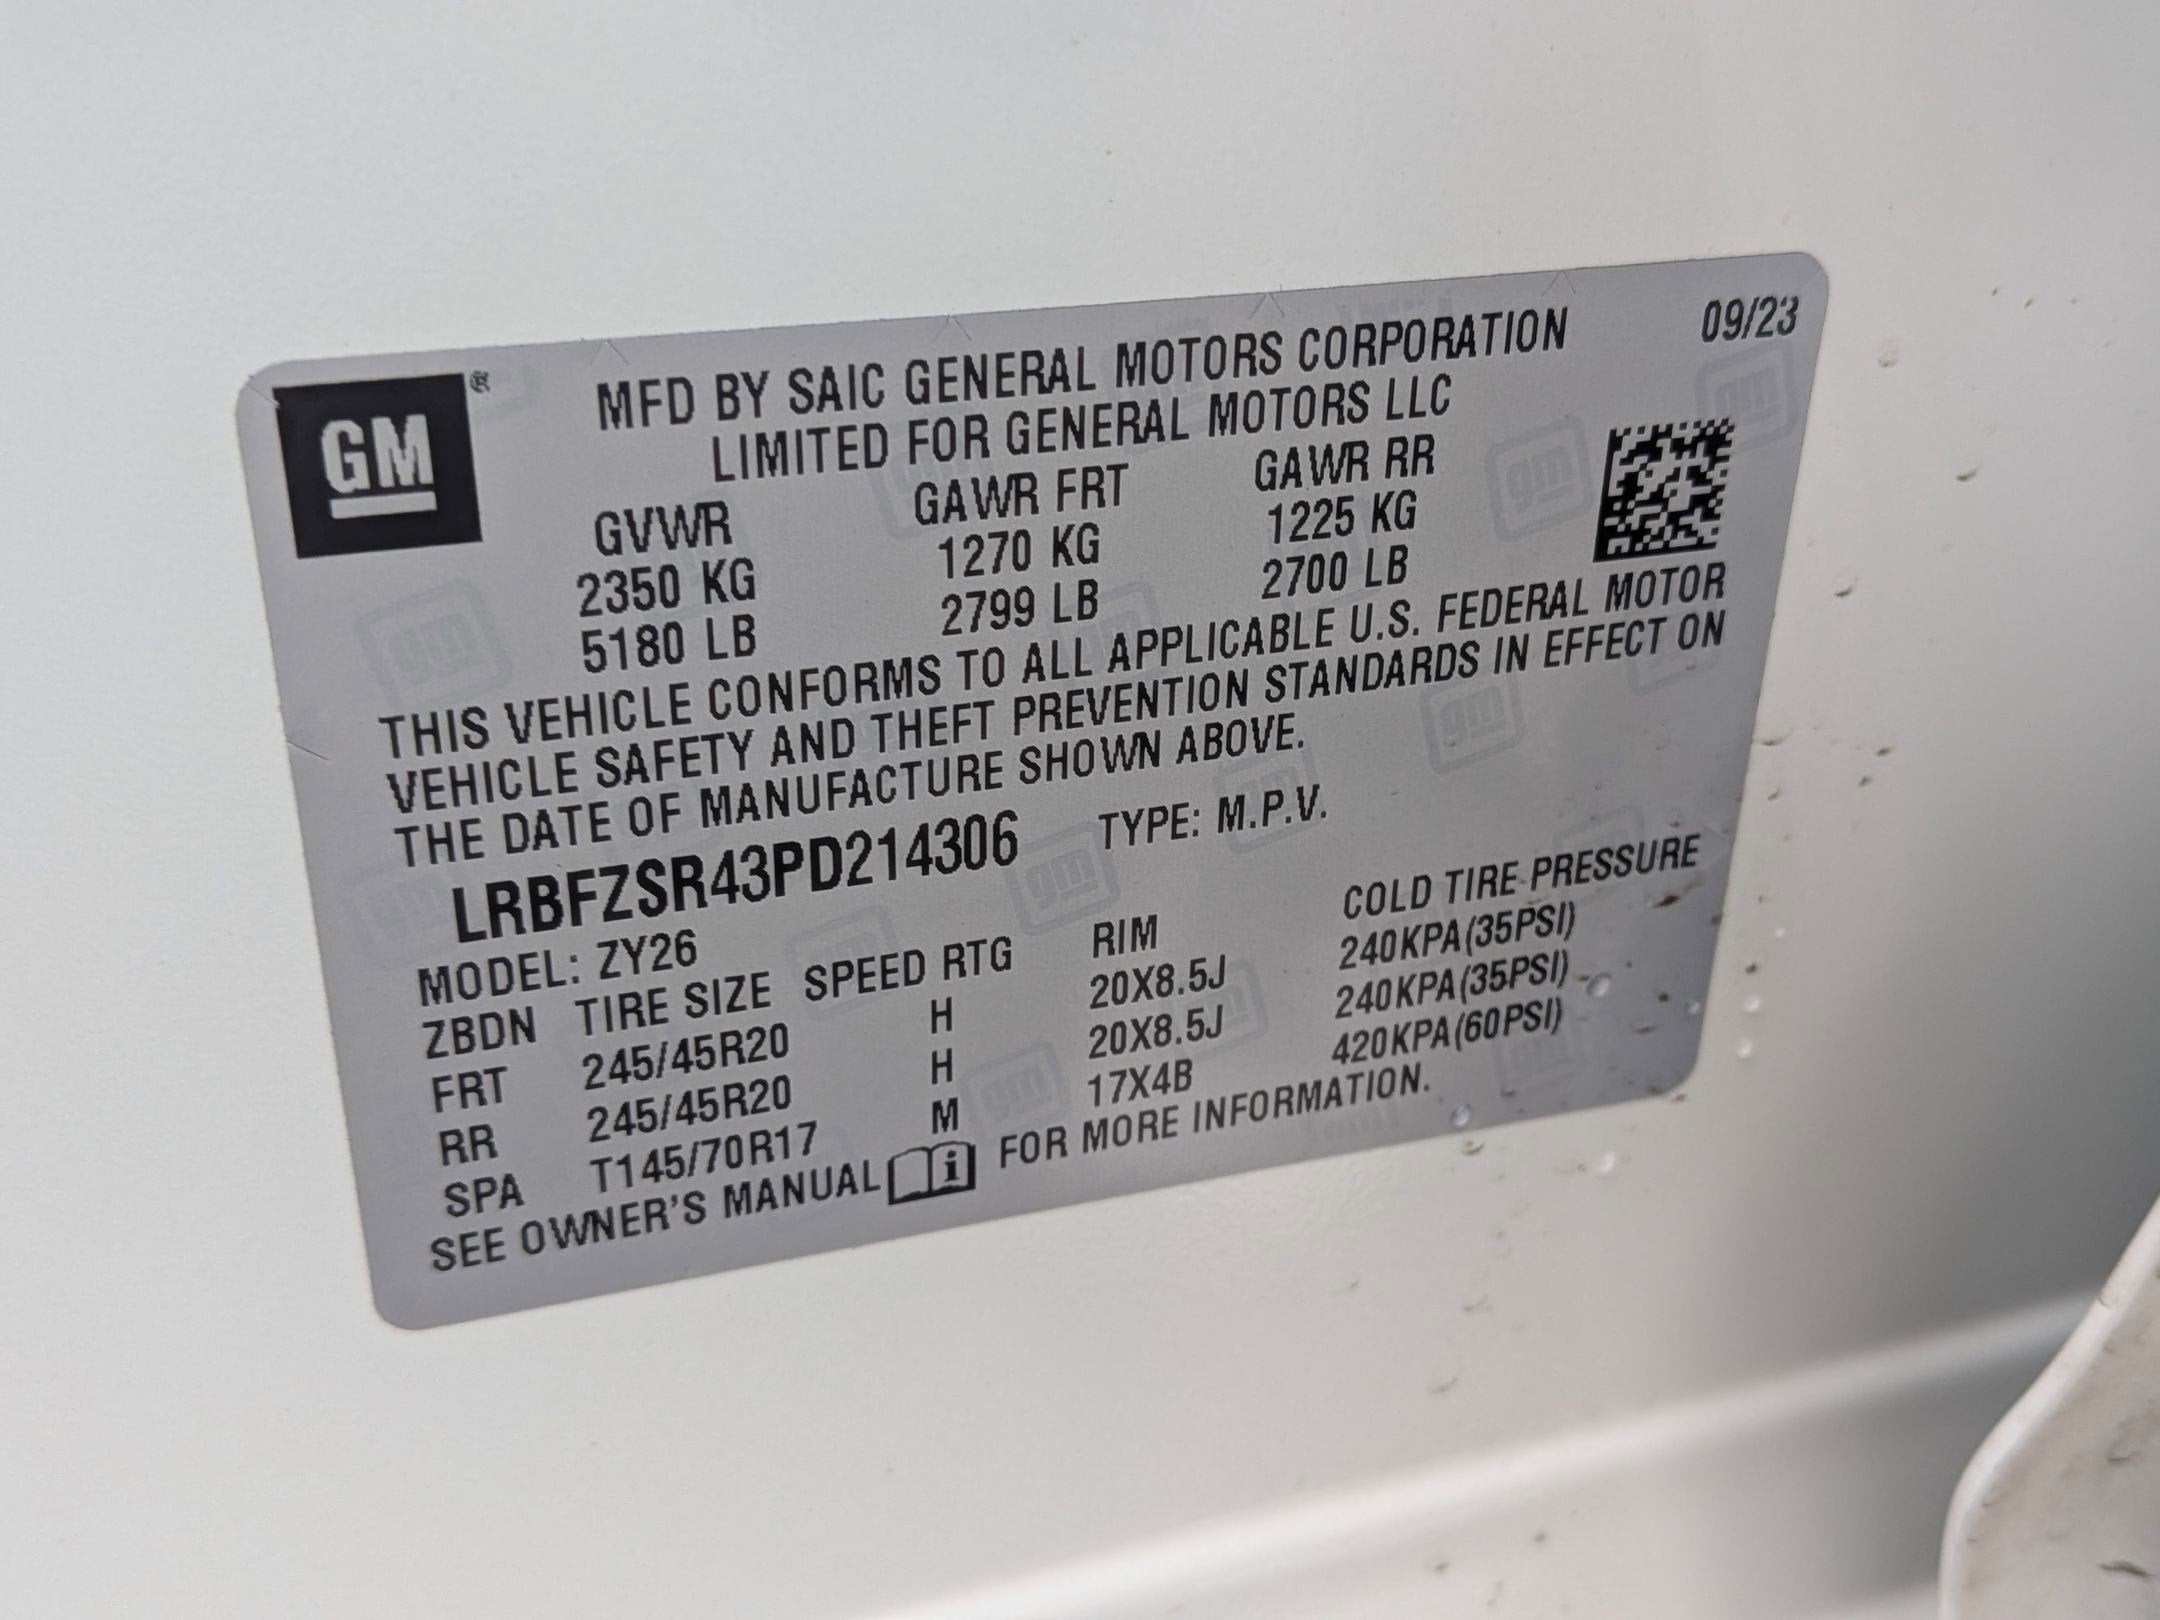 GM®
MFD BY SAIC GENERAL MOTORS CORPORATION 09/23
LIMITED FOR GENERAL MOTORS LLC
GVWR GAWR FRT GAWR RR
2350 KG 1270 KG 1225 KG
5180 LB 2799 LB 2700 LB
THIS VEHICLE CONFORMS TO ALL APPLICABLE U.S. FEDERAL MOTOR
VEHICLE SAFETY AND THEFT PREVENTION STANDARDS IN EFFECT ON
THE DATE OF MANUFACTURE SHOWN ABOVE.
LRBFZSR43PD214306 TYPE: M.P.V.
MODEL: ZY26
ZBDN TIRE SIZE SPEED RTG RIM COLD TIRE PRESSURE
FRT 245/45R20 H 20X8.5J 240KPA(35PSI)
RR 245/45R20 H 20X8.5J 240KPA(35PSI)
SPA T145/70R17 M 17X4B 420KPA(60PSI)
SEE OWNER'S MANUAL i FOR MORE INFORMATION.